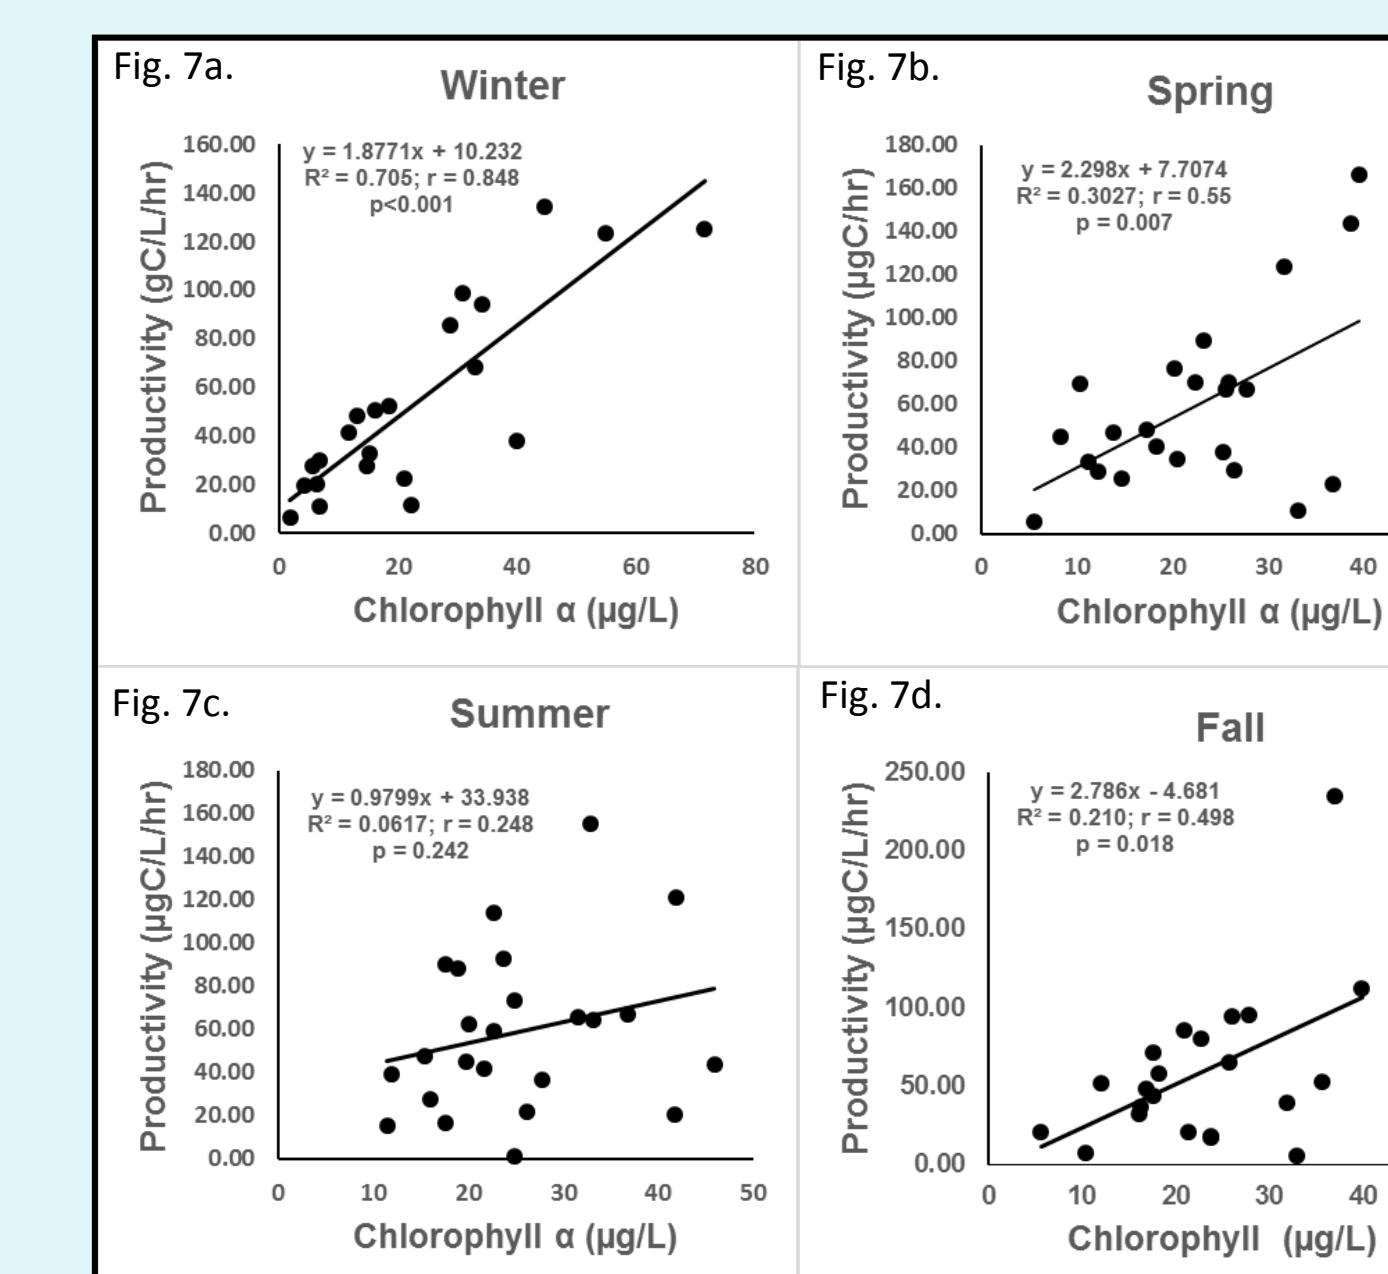 Fig. 7a.
Winter
y = 1.8771x + 10.232
R² = 0.705; r = 0.848
p<0.001
Productivity (gC/L/hr)
160.00
140.00
120.00
100.00
80.00
60.00
40.00
20.00
0.00
0 20 40 60 80
Chlorophyll α (µg/L)
Fig. 7b.
Spring
y = 2.298x + 7.7074
R² = 0.3027; r = 0.55
p = 0.007
Productivity (µgC/hr)
180.00
160.00
140.00
120.00
100.00
80.00
60.00
40.00
20.00
0.00
0 10 20 30 40
Chlorophyll α (µg/L)
Fig. 7c.
Summer
y = 0.9799x + 33.938
R² = 0.0617; r = 0.248
p = 0.242
Productivity (µgC/L/hr)
180.00
160.00
140.00
120.00
100.00
80.00
60.00
40.00
20.00
0.00
0 10 20 30 40 50
Chlorophyll α (µg/L)
Fig. 7d.
Fall
y = 2.786x - 4.681
R² = 0.210; r = 0.498
p = 0.018
Productivity (µgC/L/hr)
250.00
200.00
150.00
100.00
50.00
0.00
0 10 20 30 40
Chlorophyll (µg/L)